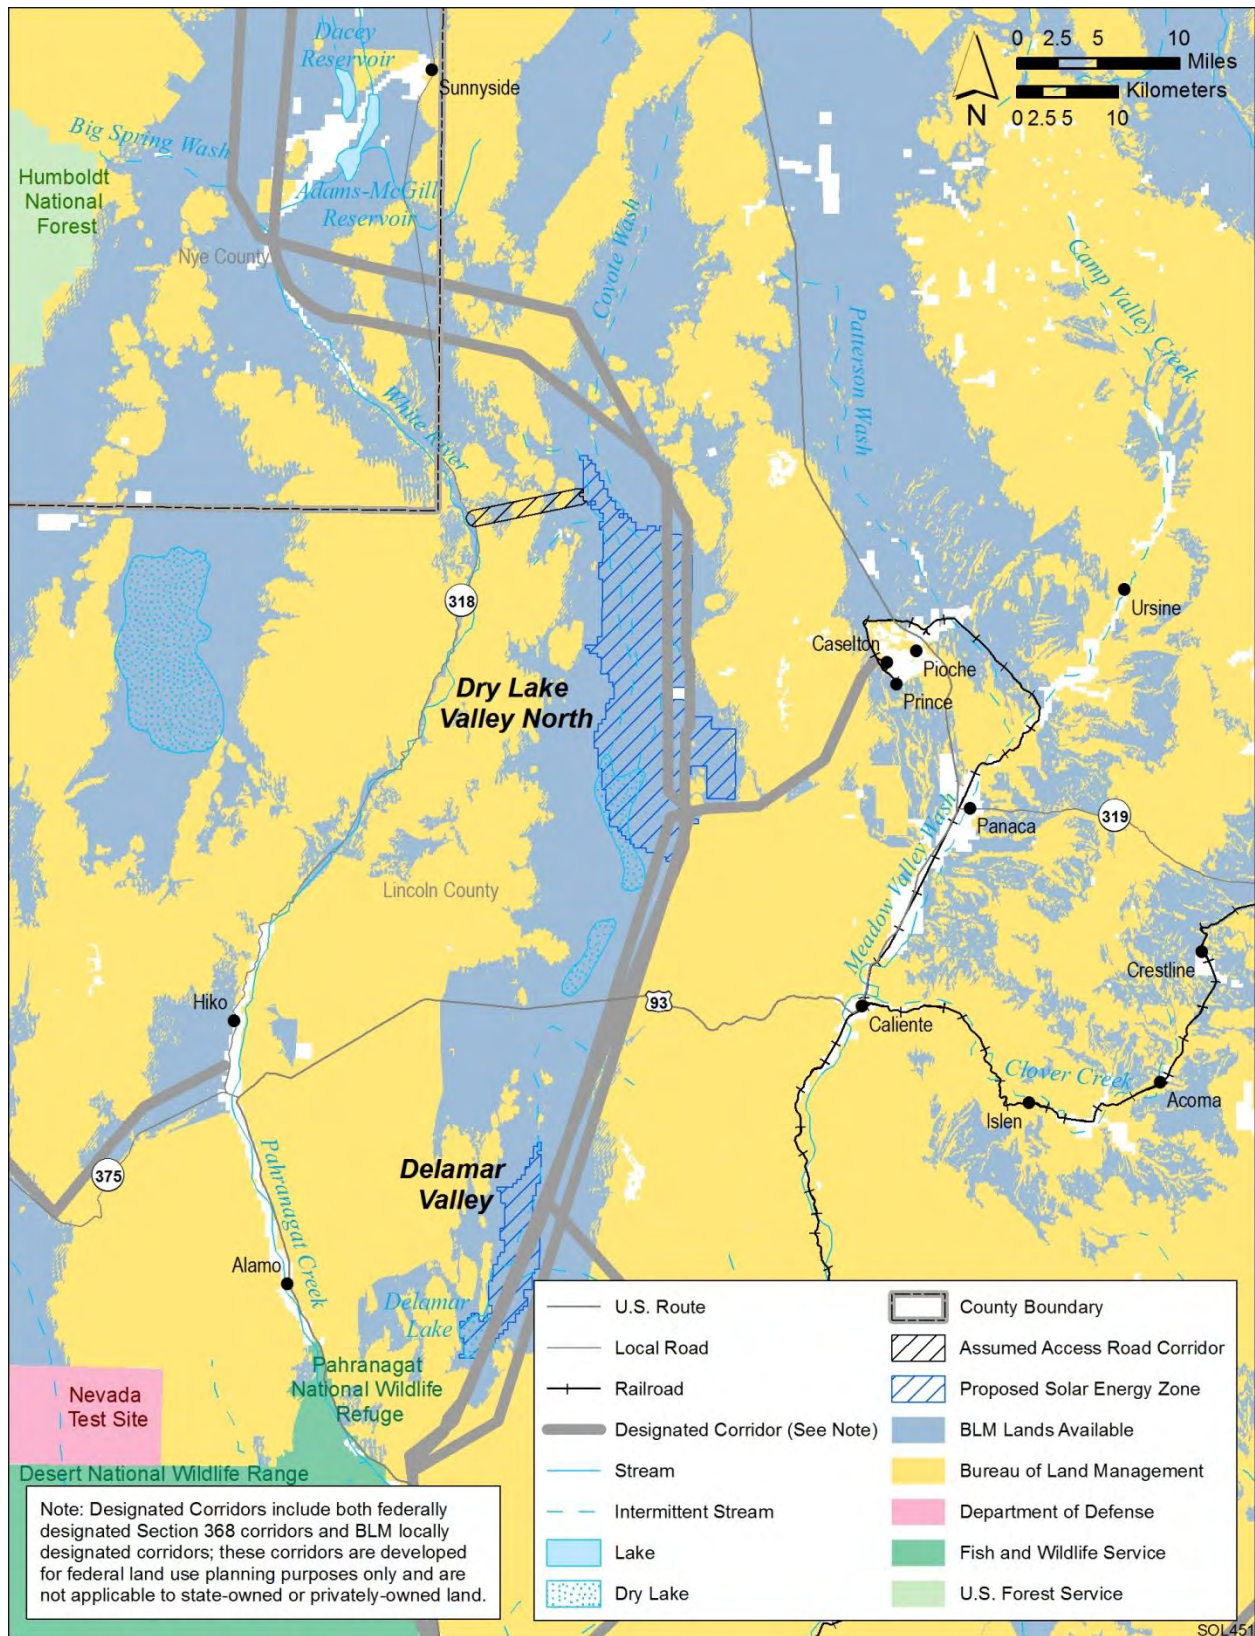 Dacey
Reservoir
Sunnyside
0 2.5 5 10
Miles
Kilometers
0 2.5 5 10
N
Big Spring Wash
Humboldt
National
Forest
Adams-McGill
Reservoir
Nye County
Coyote Wash
Patterson Wash
Camp Valley Creek
White River
318
Ursine
Caselton
Pioche
Prince
Dry Lake
Valley North
Panaca
319
Meadow Valley Wash
Lincoln County
Crestline
Hiko
93
Caliente
Clover Creek
Acoma
Islen
375
Delamar
Valley
Pahranagat Creek
Alamo
Delamar
Lake
Pahranagat
National Wildlife
Refuge
Nevada
Test Site
Desert National Wildlife Range
Note: Designated Corridors include both federally
designated Section 368 corridors and BLM locally
designated corridors; these corridors are developed
for federal land use planning purposes only and are
not applicable to state-owned or privately-owned land.
U.S. Route
Local Road
Railroad
Designated Corridor (See Note)
Stream
Intermittent Stream
Lake
Dry Lake
County Boundary
Assumed Access Road Corridor
Proposed Solar Energy Zone
BLM Lands Available
Bureau of Land Management
Department of Defense
Fish and Wildlife Service
U.S. Forest Service
SOL451